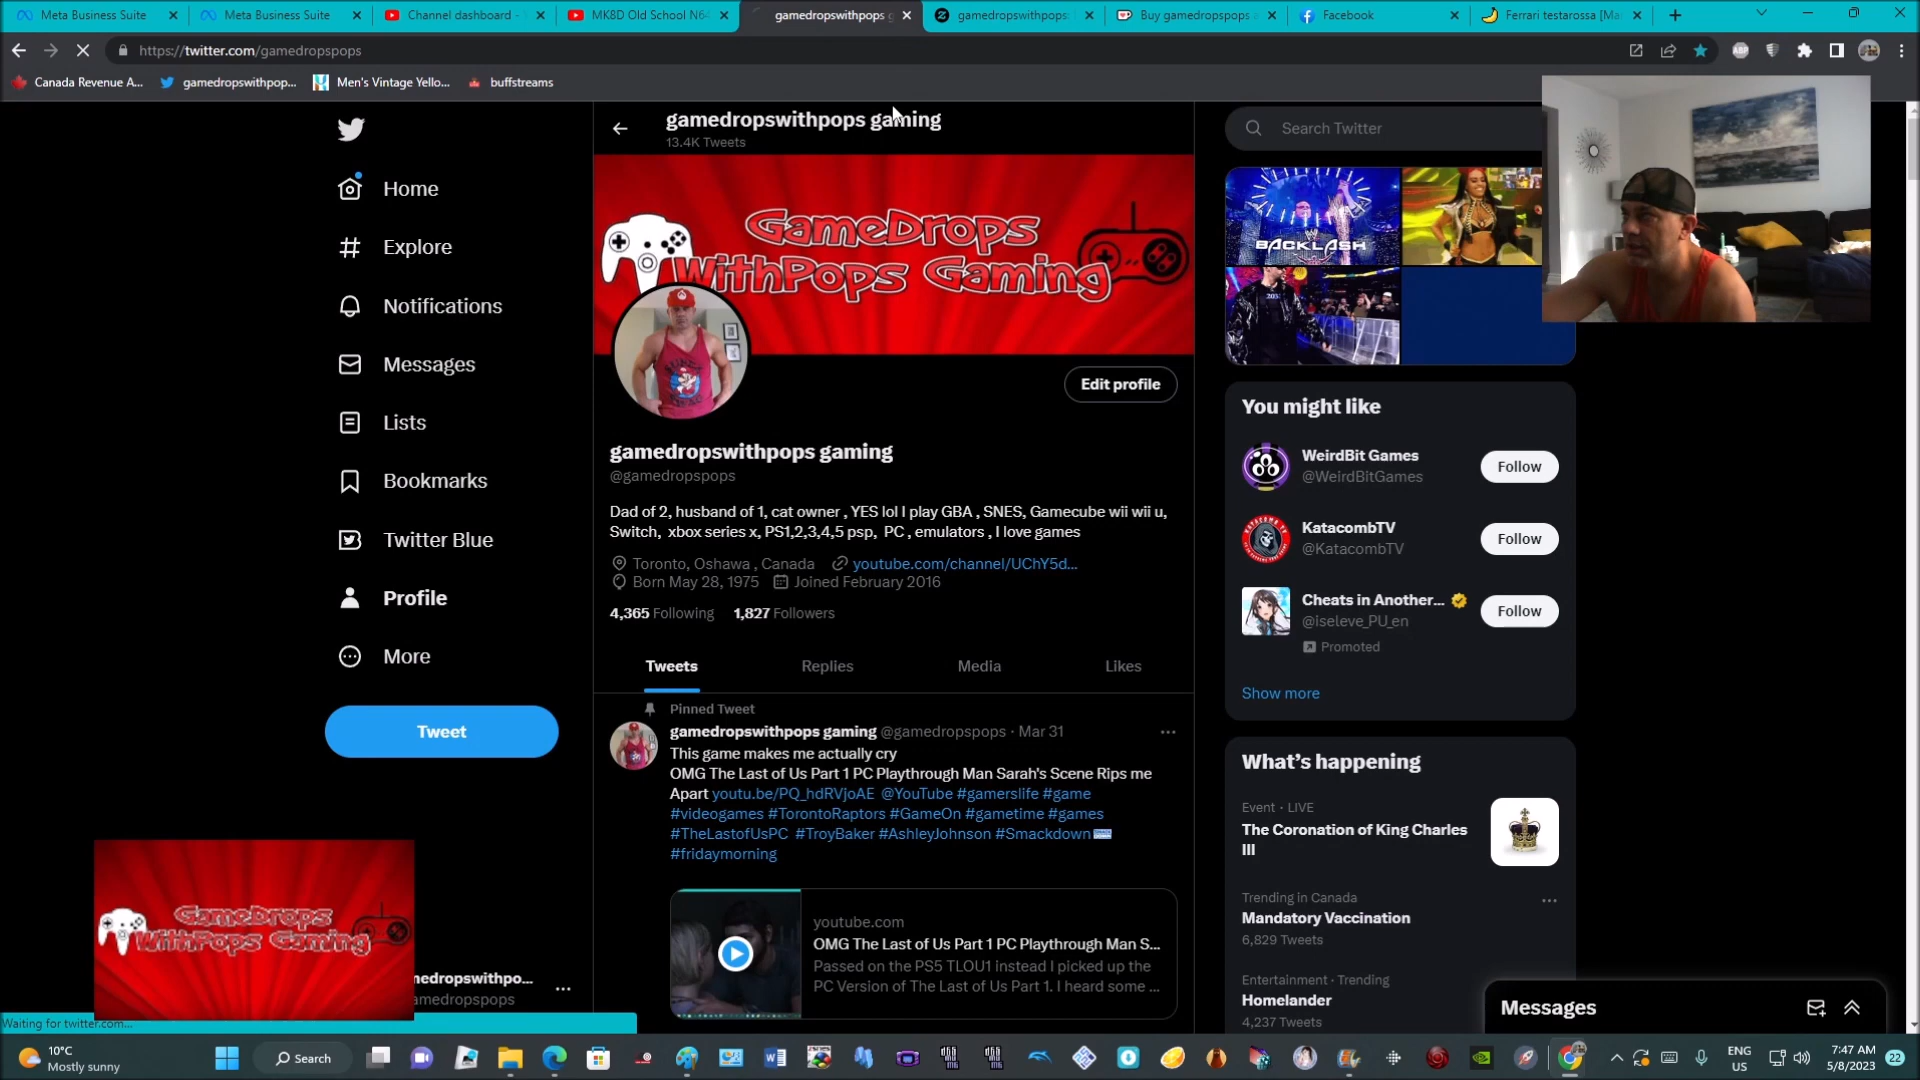 Meta Business Suite
Meta Business Suite
Channel dashboard -
MK8D Old School N64
gamedropswithpops g
gamedropswithpops
Buy gamedropspops a
Facebook
Ferrari testarossa [Ma
https://twitter.com/gamedropspops
Canada Revenue A...
gamedropswithpop...
Men's Vintage Yello...
buffstreams
gamedropswithpops gaming
13.4K Tweets
Search Twitter
Home
Explore
Notifications
Messages
Lists
Bookmarks
Twitter Blue
Profile
More
Tweet
GameDrops
WithPops Gaming
BACKLASH
Edit profile
gamedropswithpops gaming
@gamedropspops
Dad of 2, husband of 1, cat owner , YES lol I play GBA , SNES, Gamecube wii wii u,
Switch, xbox series x, PS1,2,3,4,5 psp, PC , emulators , I love games
Toronto, Oshawa , Canada youtube.com/channel/UChY5d...
Born May 28, 1975 Joined February 2016
4,365 Following 1,827 Followers
Tweets Replies Media Likes
Pinned Tweet
gamedropswithpops gaming @gamedropspops · Mar 31
This game makes me actually cry
OMG The Last of Us Part 1 PC Playthrough Man Sarah's Scene Rips me
Apart youtu.be/PQ_hdRVjoAE @YouTube #gamerslife #game
#videogames #TorontoRaptors #GameOn #gametime #games
#TheLastofUsPC #TroyBaker #AshleyJohnson #Smackdown
#fridaymorning
youtube.com
OMG The Last of Us Part 1 PC Playthrough Man S...
Passed on the PS5 TLOU1 instead I picked up the
PC Version of The Last of Us Part 1. I heard some ...
You might like
WeirdBit Games
@WeirdBitGames
Follow
KatacombTV
@KatacombTV
Follow
Cheats in Another...
@iseleve_PU_en
Follow
Promoted
Show more
What's happening
Event · LIVE
The Coronation of King Charles
III
Trending in Canada
Mandatory Vaccination
6,829 Tweets
Entertainment · Trending
Homelander
4,237 Tweets
Messages
GameDrops
WithPops Gaming
nedropswithpo...
amedropspops
Waiting for twitter.com...
10°C
Mostly sunny
Search
ENG
US
7:47 AM
5/8/2023
22